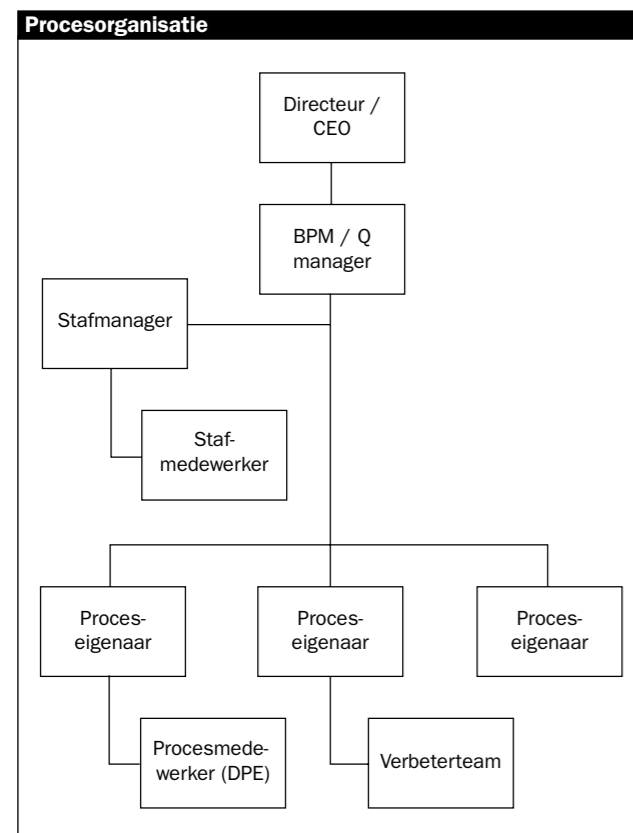 Procesorganisatie
Directeur /
CEO
BPM / Q
manager
Stafmanager
Staf-
medewerker
Proces-
eigenaar
Proces-
eigenaar
Proces-
eigenaar
Procesmede-
werker (DPE)
Verbeterteam